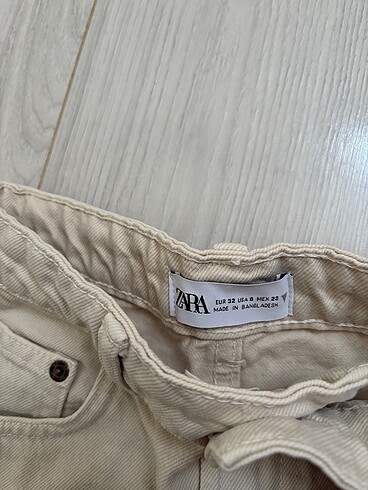 ZARA
EUR 32 USA 0 MEX 22
MADE IN BANGLADESH